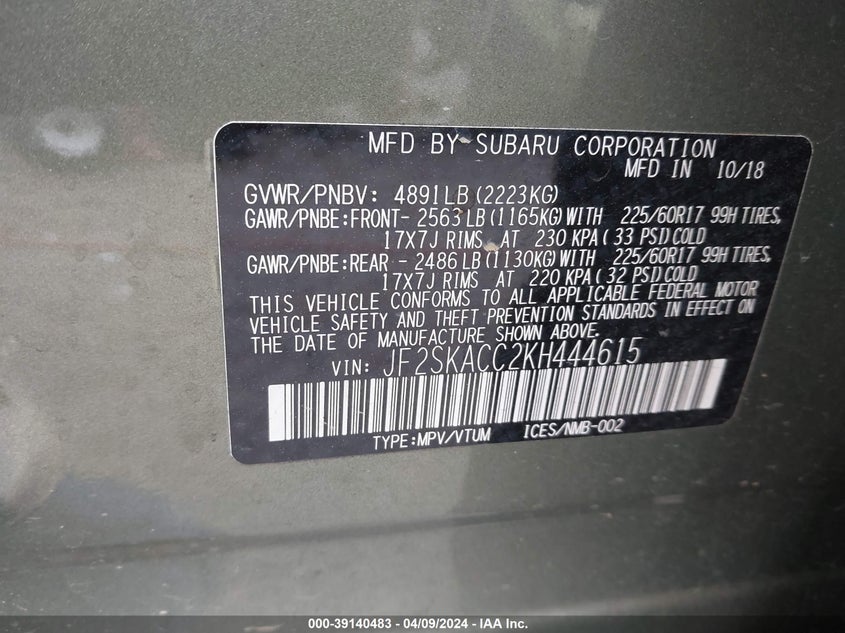 MFD BY SUBARU CORPORATION
MFD IN 10/18
GVWR/PNBV: 4891LB(2223KG)
GAWR/PNBE:FRONT- 2563LB(1165KG)WITH 225/60R17 99H TIRES,
17X7J RIMS AT 230 KPA(33 PSI)COLD
GAWR/PNBE:REAR - 2486LB(1130KG)WITH 225/60R17 99H TIRES,
17X7J RIMS AT 220 KPA(32 PSI)COLD
THIS VEHICLE CONFORMS TO ALL APPLICABLE FEDERAL MOTOR
VEHICLE SAFETY AND THEFT PREVENTION STANDARDS IN EFFECT ON
THE DATE OF MANUFACTURE SHOWN ABOVE.
VIN: JF2SKACC2KH444615
TYPE:MPV/VTUM ICES/NMB-002
000-39140483 - 04/09/2024 - IAA Inc.